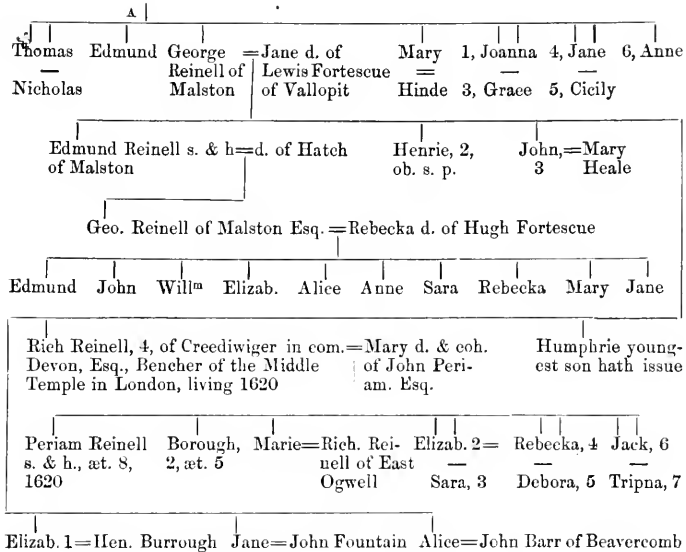 A
Thomas Edmund George =Jane d. of Mary 1, Joanna 4, Jane 6, Anne
— Reinell of Lewis Fortescue = — —
Nicholas Malston of Vallopit Hinde 3, Grace 5, Cicily
Edmund Reinell s. & h=d. of Hatch Henrie, 2, John,=Mary
of Malston ob. s. p. 3 Heale
Geo. Reinell of Malston Esq. =Rebecka d. of Hugh Fortescue
Edmund John Willm Elizab. Alice Anne Sara Rebecka Mary Jane
Rich Reinell, 4, of Creediwiger in com.=Mary d. & coh. Humphrie young-
Devon, Esq., Bencher of the Middle of John Peri- est son hath issue
Temple in London, living 1620 am. Esq.
Periam Reinell Borough, Marie=Rich. Rei- Elizab. 2= Rebecka, 4 Jack, 6
s. & h., æt. 8, 2, æt. 5 nell of East — — —
1620 Ogwell Sara, 3 Debora, 5 Tripna, 7
Elizab. 1=Hen. Burrough Jane=John Fountain Alice=John Barr of Beavercomb